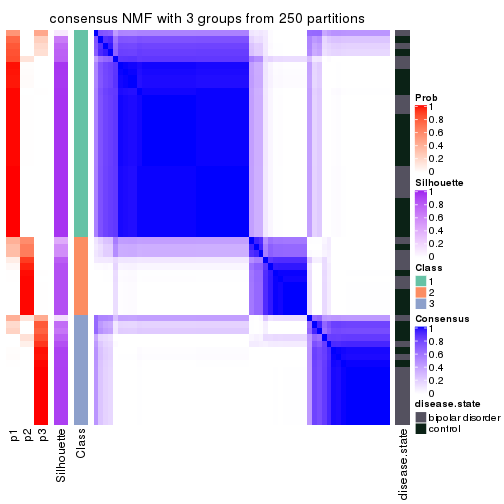 consensus NMF with 3 groups from 250 partitions
Prob
1
0.8
0.6
0.4
0.2
0
Silhouette
1
0.8
0.6
0.4
0.2
0
Class
1
2
3
Consensus
1
0.8
0.6
0.4
0.2
0
disease.state
bipolar disorder
control
p1
p2
p3
Silhouette
Class
disease.state